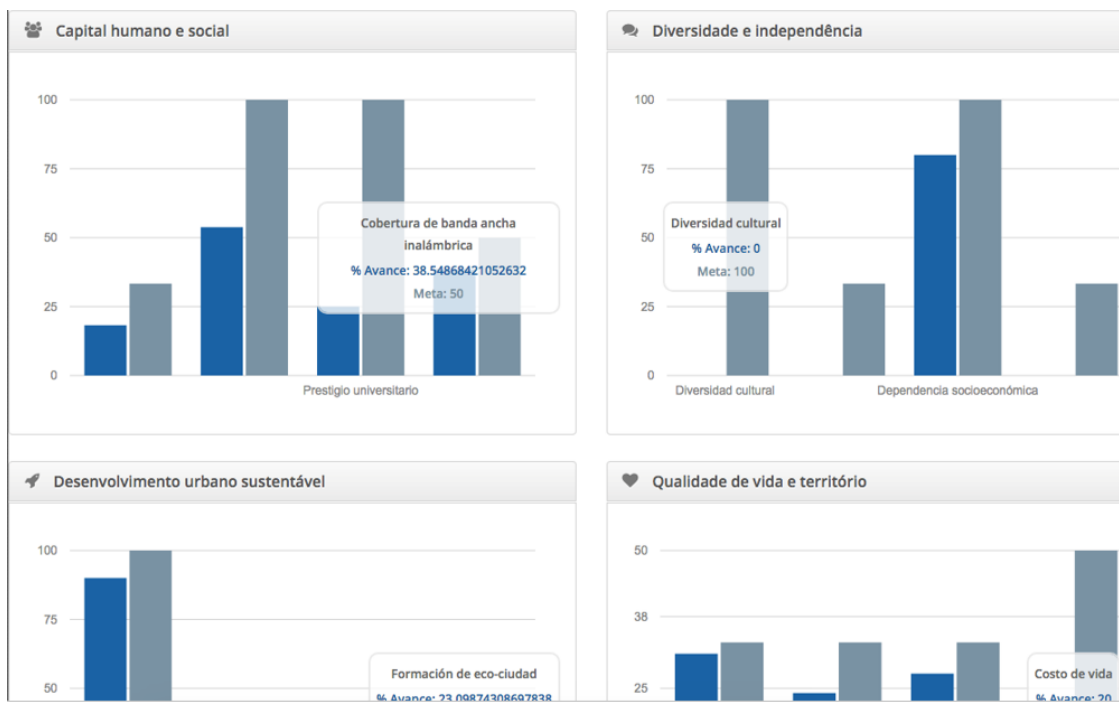 Capital humano e social
100
75
50
25
0
Cobertura de banda ancha
inalámbrica
% Avance: 38.54868421052632
Meta: 50
Prestigio universitario
Diversidade e independência
100
75
50
25
0
Diversidad cultural
% Avance: 0
Meta: 100
Diversidad cultural
Dependencia socioeconómica
Desenvolvimento urbano sustentável
100
75
50
Formación de eco-ciudad
% Avance: 23.09874308697838
Qualidade de vida e território
50
38
25
Costo de vida
% Avance: 20